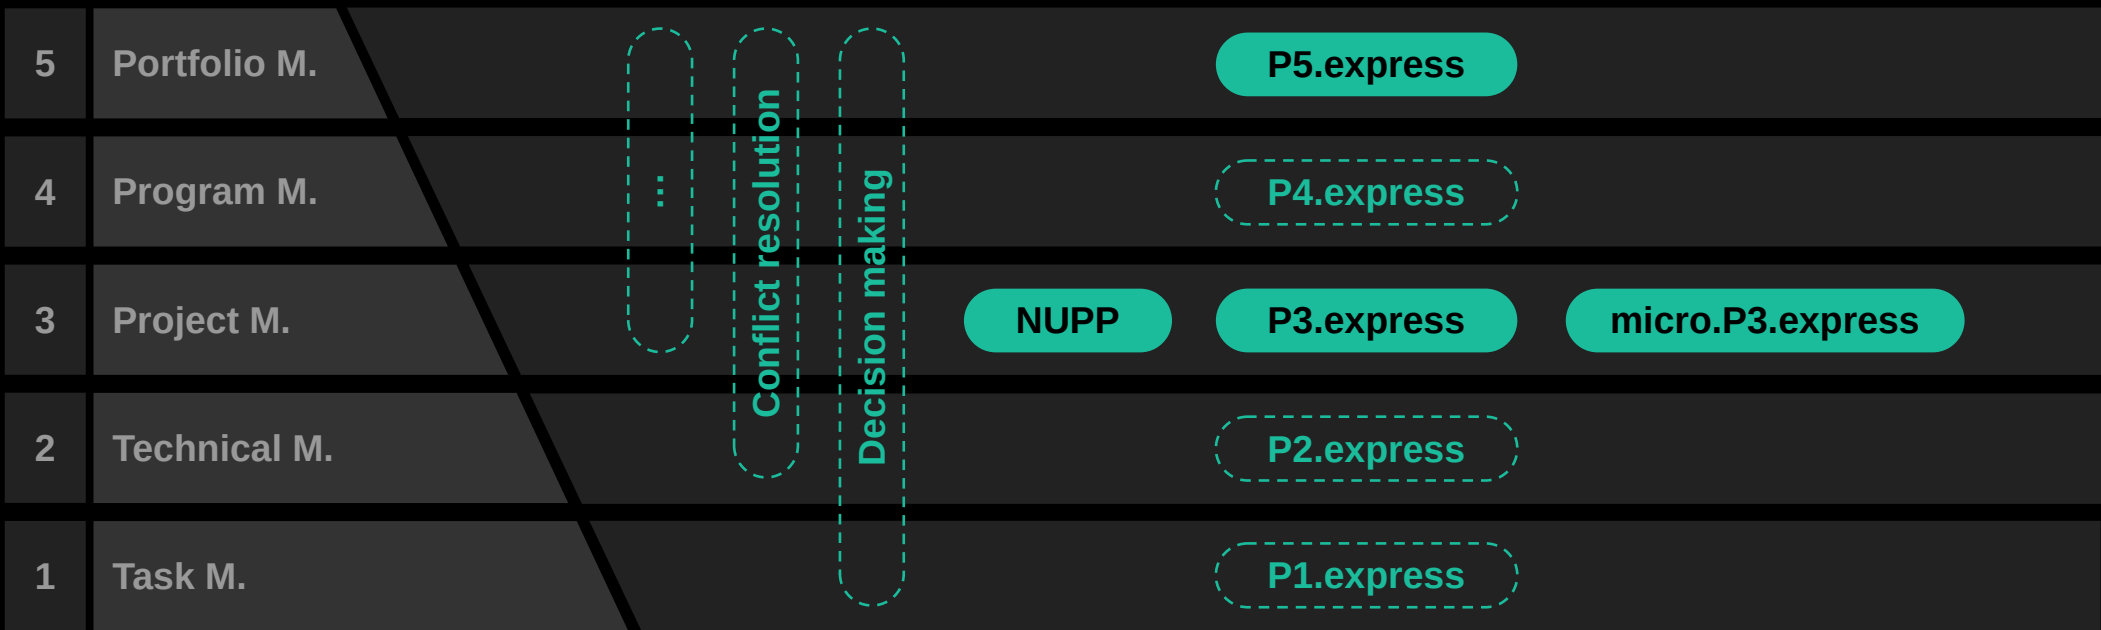 5 Portfolio M. P5.express
4 Program M. P4.express
3 Project M. NUPP P3.express micro.P3.express
2 Technical M. P2.express
1 Task M. P1.express
...
Conflict resolution
Decision making